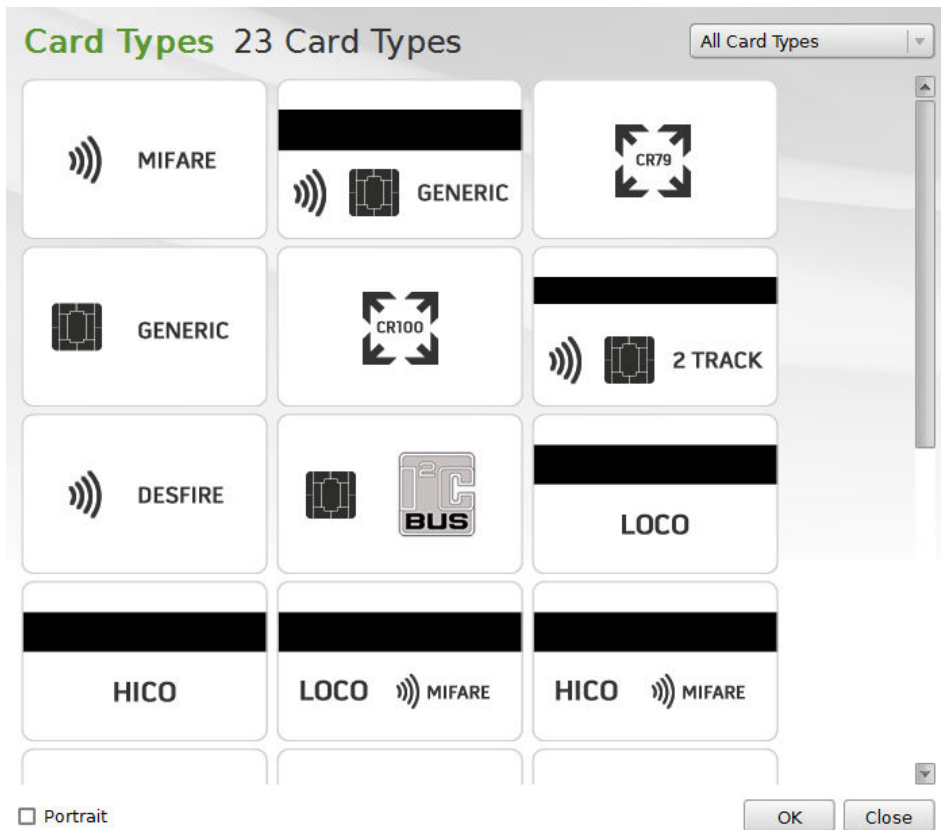 Card Types 23 Card Types
All Card Types
MIFARE
GENERIC
CR79
GENERIC
CR100
2 TRACK
DESFIRE
I2C
BUS
LOCO
HICO
LOCO MIFARE
HICO MIFARE
Portrait
OK
Close